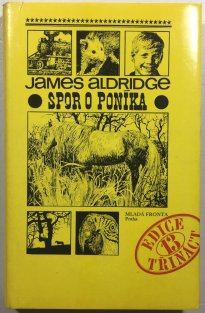 JAMES ALDRIDGE
SPOR O PONÍKA
MLADÁ FRONTA
Praha
EDICE
13
TŘINÁCT